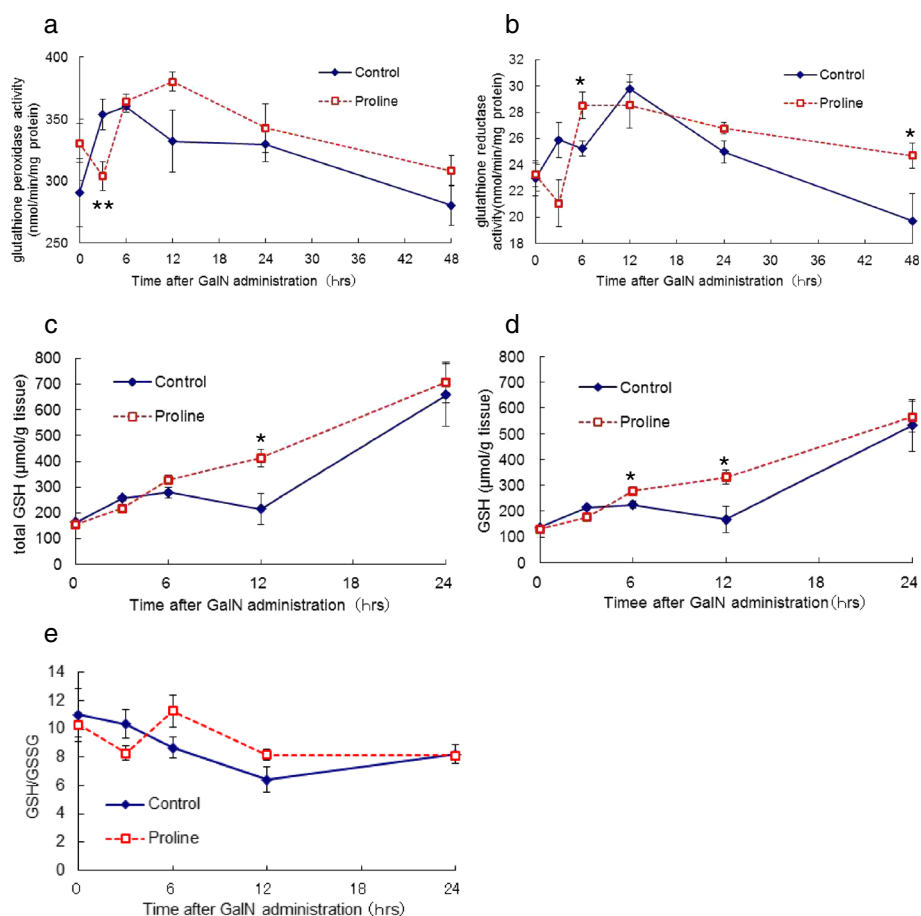 a
glutathione peroxidase activity
(nmol/min/mg protein)
400
350
300
250
Control
Proline
**
0 6 12 18 24 30 36 42 48
Time after GalN administration (hrs)
b
glutathione reductase
activity(nmol/min/mg protein)
32
30
28
26
24
22
20
18
Control
Proline
*
*
0 6 12 18 24 30 36 42 48
Time after GalN administration (hrs)
c
total GSH (μmol/g tissue)
800
700
600
500
400
300
200
100
0
Control
Proline
*
0 6 12 18 24
Time after GalN administration (hrs)
d
GSH (μmol/g tissue)
800
700
600
500
400
300
200
100
0
Control
Proline
*
*
0 6 12 18 24
Timee after GalN administration(hrs)
e
GSH/GSSG
14
12
10
8
6
4
2
0
Control
Proline
0 6 12 24
Time after GalN administration (hrs)